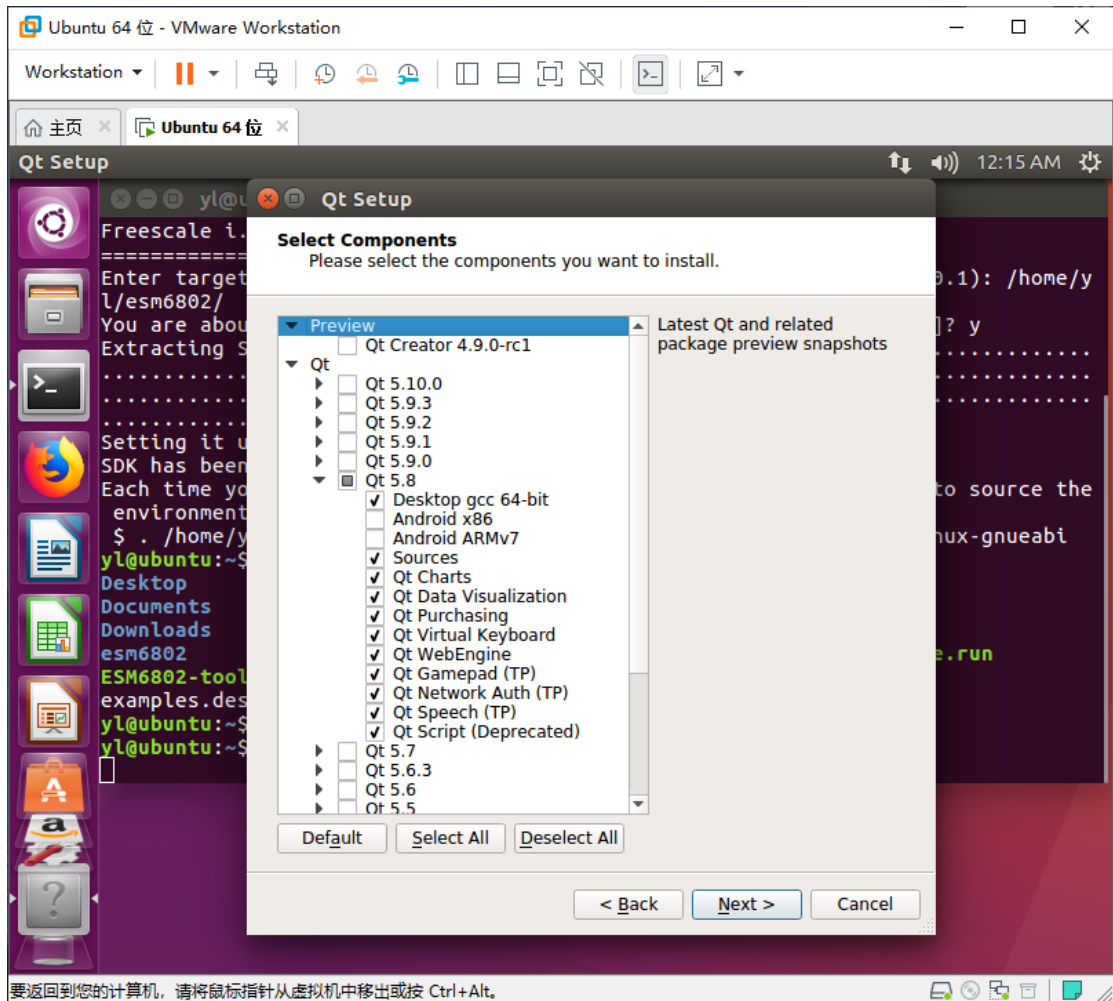 Ubuntu 64 位 - VMware Workstation
Workstation
主页
Ubuntu 64 位
Qt Setup
12:15 AM
yl@u
Qt Setup
Freescale i.
=============
Enter target
0.1): /home/y
l/esm6802/
You are abou
]? y
Extracting S
.............
.............
.............
Setting it u
SDK has been
Each time yo
to source the
environment
$ . /home/y
nux-gnueabi
yl@ubuntu:~$
Desktop
Documents
Downloads
esm6802
e.run
ESM6802-tool
examples.des
yl@ubuntu:~$
yl@ubuntu:~$
Select Components
Please select the components you want to install.
Preview
Qt Creator 4.9.0-rc1
Qt
Qt 5.10.0
Qt 5.9.3
Qt 5.9.2
Qt 5.9.1
Qt 5.9.0
Qt 5.8
Desktop gcc 64-bit
Android x86
Android ARMv7
Sources
Qt Charts
Qt Data Visualization
Qt Purchasing
Qt Virtual Keyboard
Qt WebEngine
Qt Gamepad (TP)
Qt Network Auth (TP)
Qt Speech (TP)
Qt Script (Deprecated)
Qt 5.7
Qt 5.6.3
Qt 5.6
Qt 5.5
Latest Qt and related
package preview snapshots
Default
Select All
Deselect All
< Back
Next >
Cancel
要返回到您的计算机，请将鼠标指针从虚拟机中移出或按 Ctrl+Alt。